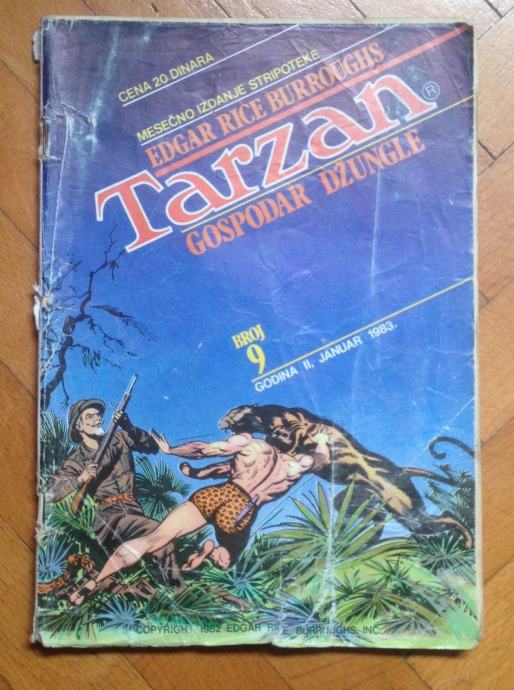 CENA 20 DINARA
MESEČNO IZDANJE STRIPOTEKE
EDGAR RICE BURROUGHS
Tarzan®
GOSPODAR DŽUNGLE
BROJ
9
GODINA II, JANUAR 1983.
COPYRIGHT 1982 EDGAR RICE BURROUGHS, INC.